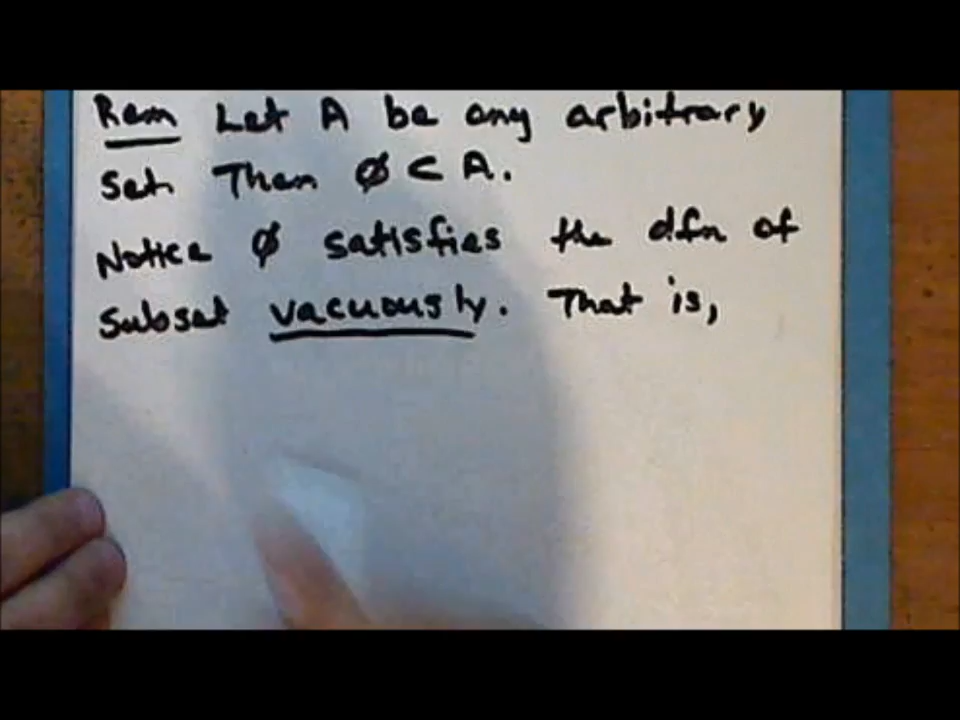 Rem Let A be any arbitrary
Set. Then ∅ ⊂ A.
Notice ∅ satisfies the dfn of
Subset vacuously. That is,